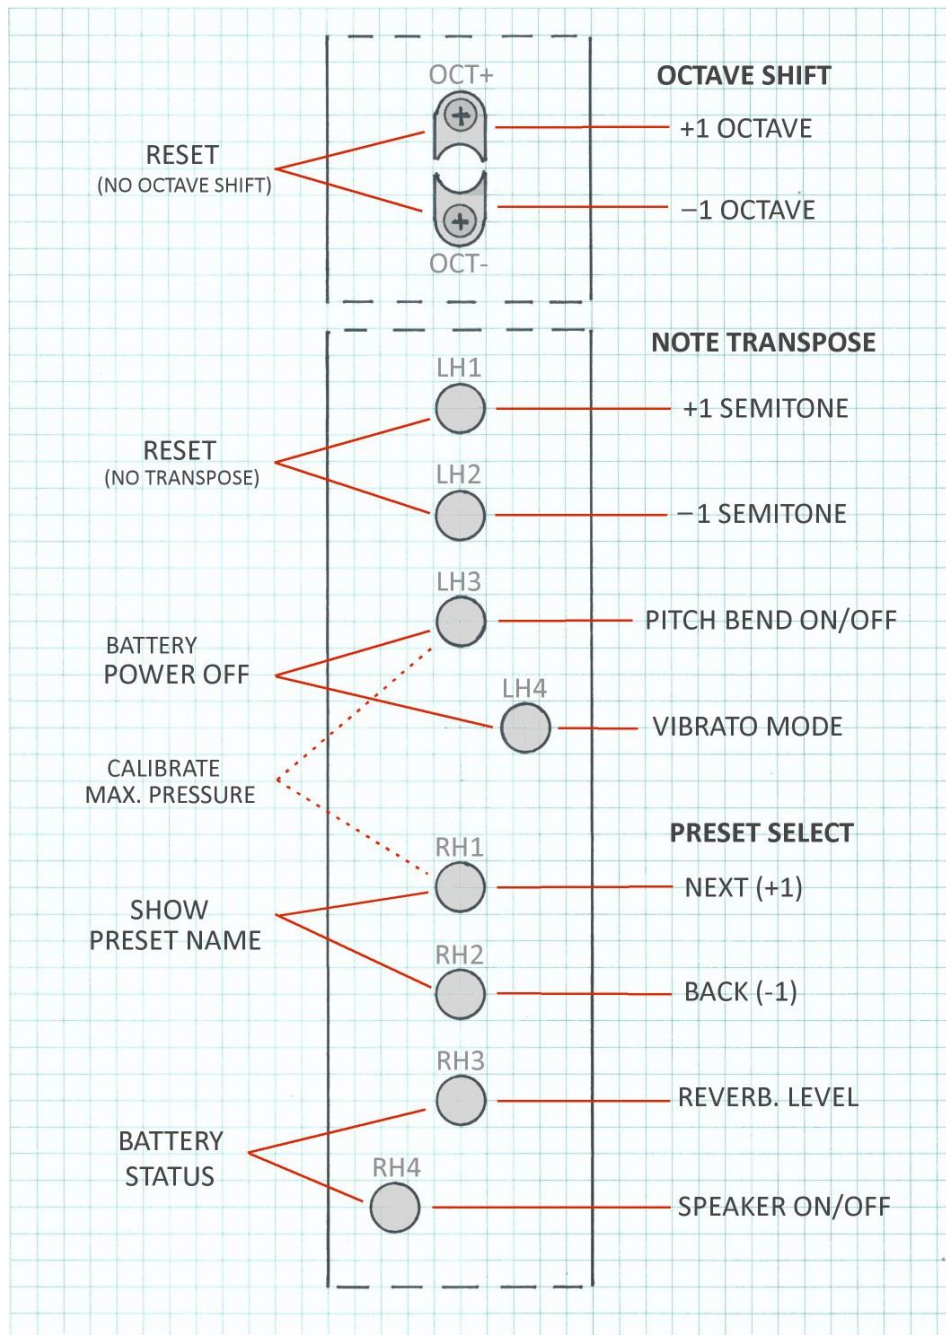 OCT+
OCTAVE SHIFT
+1 OCTAVE
RESET
(NO OCTAVE SHIFT)
–1 OCTAVE
OCT-
NOTE TRANSPOSE
LH1
+1 SEMITONE
RESET
(NO TRANSPOSE)
LH2
–1 SEMITONE
LH3
PITCH BEND ON/OFF
BATTERY
POWER OFF
LH4
VIBRATO MODE
CALIBRATE
MAX. PRESSURE
PRESET SELECT
RH1
NEXT (+1)
SHOW
PRESET NAME
RH2
BACK (-1)
RH3
REVERB. LEVEL
BATTERY
STATUS
RH4
SPEAKER ON/OFF